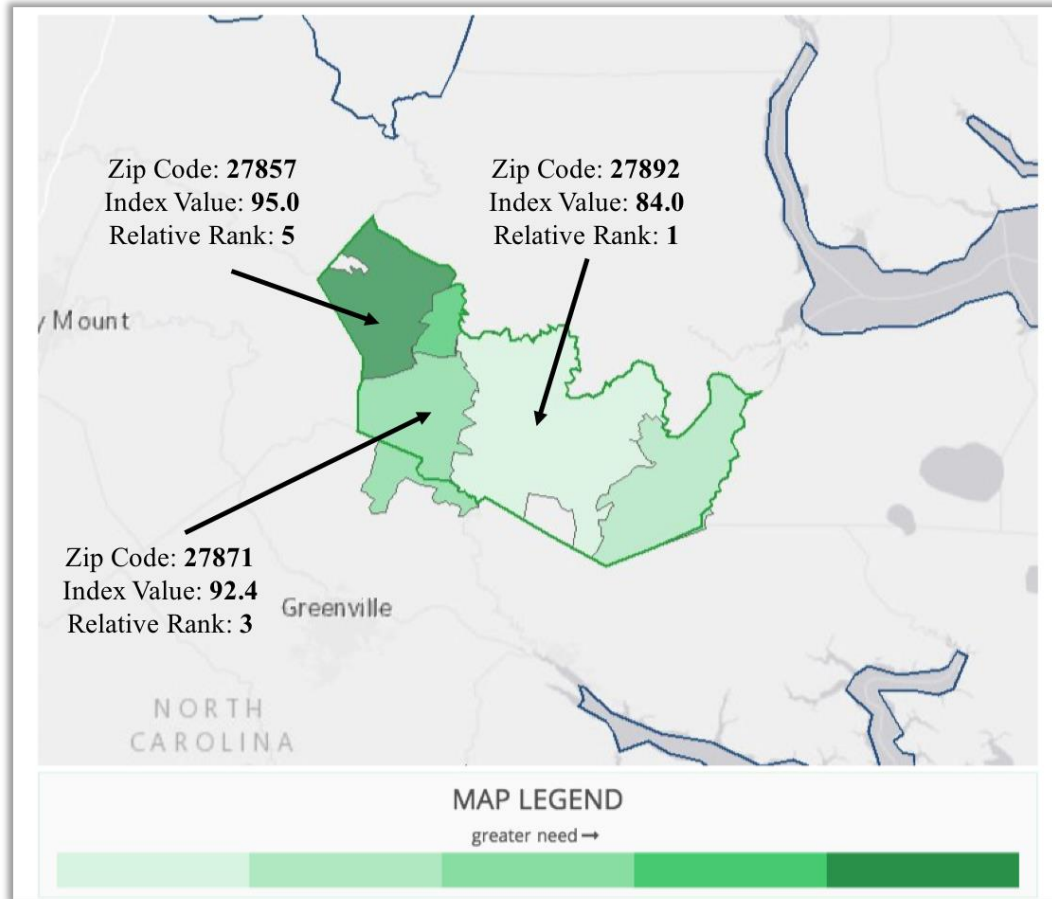 Zip Code: 27857
Index Value: 95.0
Relative Rank: 5
Zip Code: 27892
Index Value: 84.0
Relative Rank: 1
y Mount
Zip Code: 27871
Index Value: 92.4
Relative Rank: 3
Greenville
NORTH
CAROLINA
MAP LEGEND
greater need →